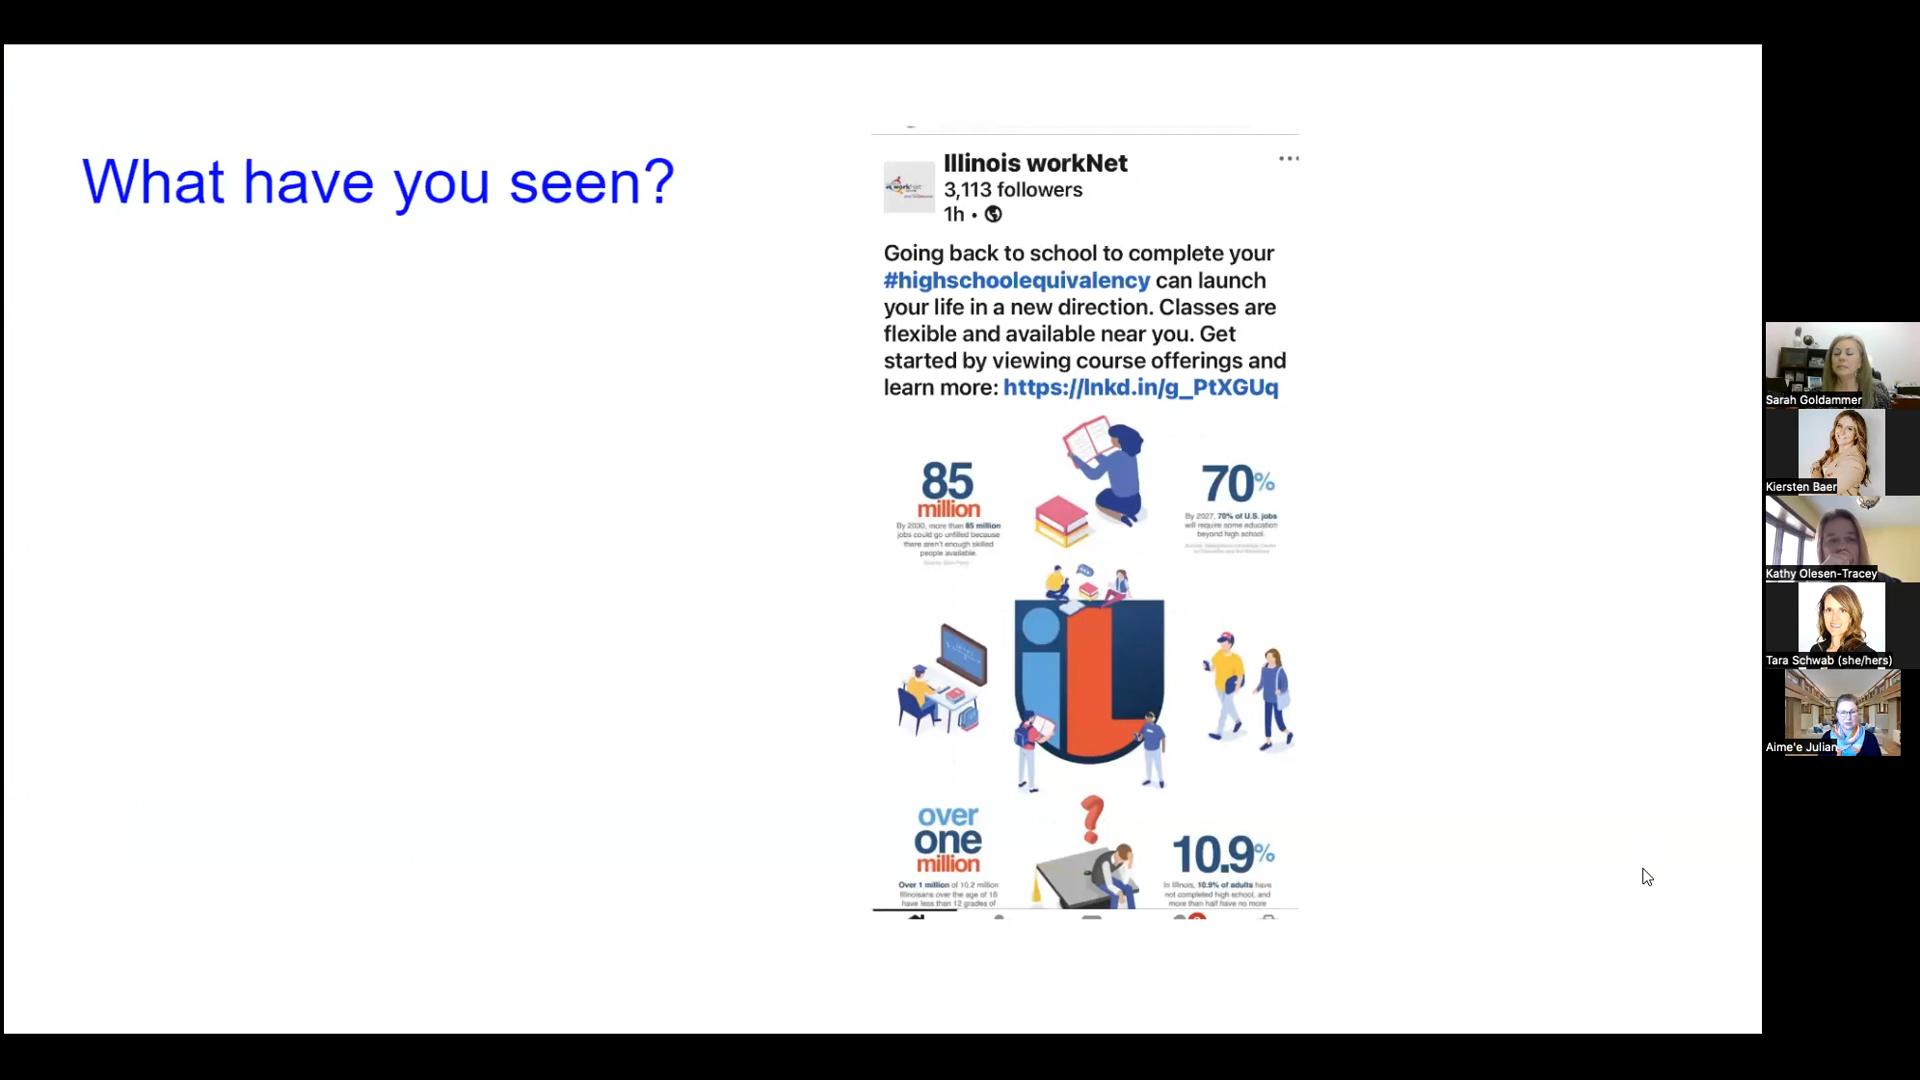 What have you seen?
Illinois workNet
3,113 followers
1h •
Going back to school to complete your
#highschoolequivalency can launch
your life in a new direction. Classes are
flexible and available near you. Get
started by viewing course offerings and
learn more: https://lnkd.in/g_PtXGUq
85
million
By 2030, more than 85 million
jobs could go unfilled because
there aren't enough skilled
people available.
70%
By 2027, 70% of U.S. jobs
will require some education
beyond high school.
iL
over
one
million
Over 1 million of 10.2 million
Illinoisans over the age of 18
have less than 12 grades of
10.9%
In Illinois, 10.9% of adults have
not completed high school, and
more than half have no more
Sarah Goldammer
Kiersten Baer
Kathy Olesen-Tracey
Tara Schwab (she/hers)
Aime'e Julian